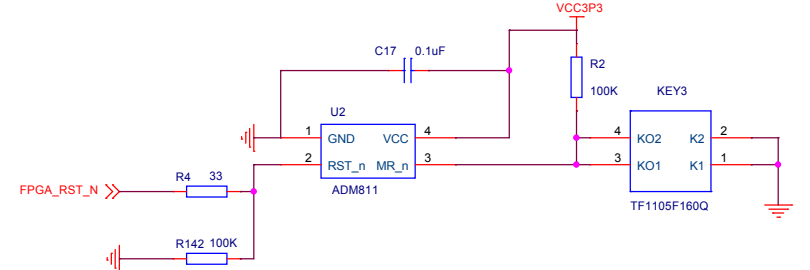 VCC3P3
C17 0.1uF
R2
100K
KEY3
U2
1 GND VCC 4
2 RST_n MR_n 3
ADM811
4 KO2 K2 2
3 KO1 K1 1
TF1105F160Q
R4 33
FPGA_RST_N
R142 100K